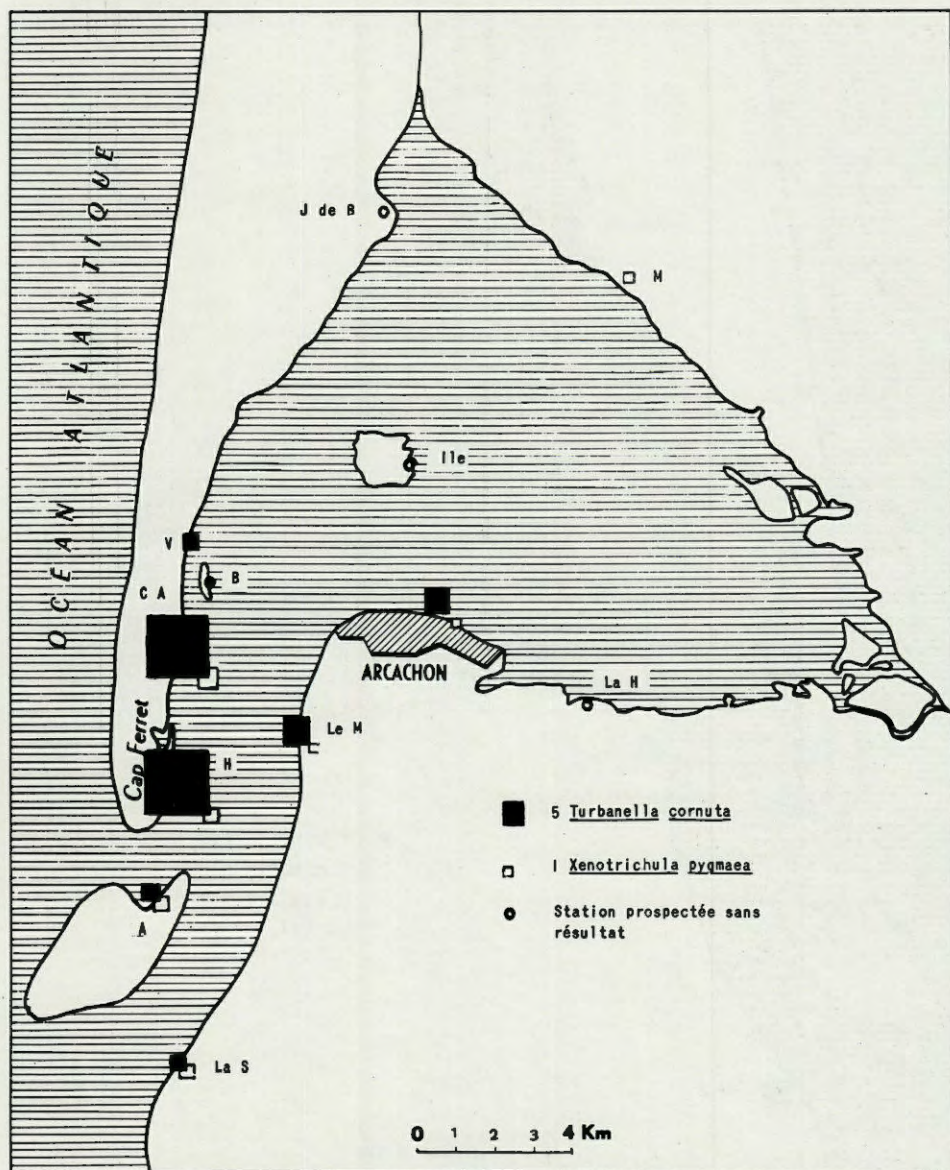 OCEAN ATLANTIQUE
J de B
M
Ile
V
B
C A
ARCACHON
La H
Cap Ferret
Le M
H
5 Turbanella cornuta
I Xenotrichula pygmaea
Station prospectée sans
résultat
A
La S
0 1 2 3 4 Km